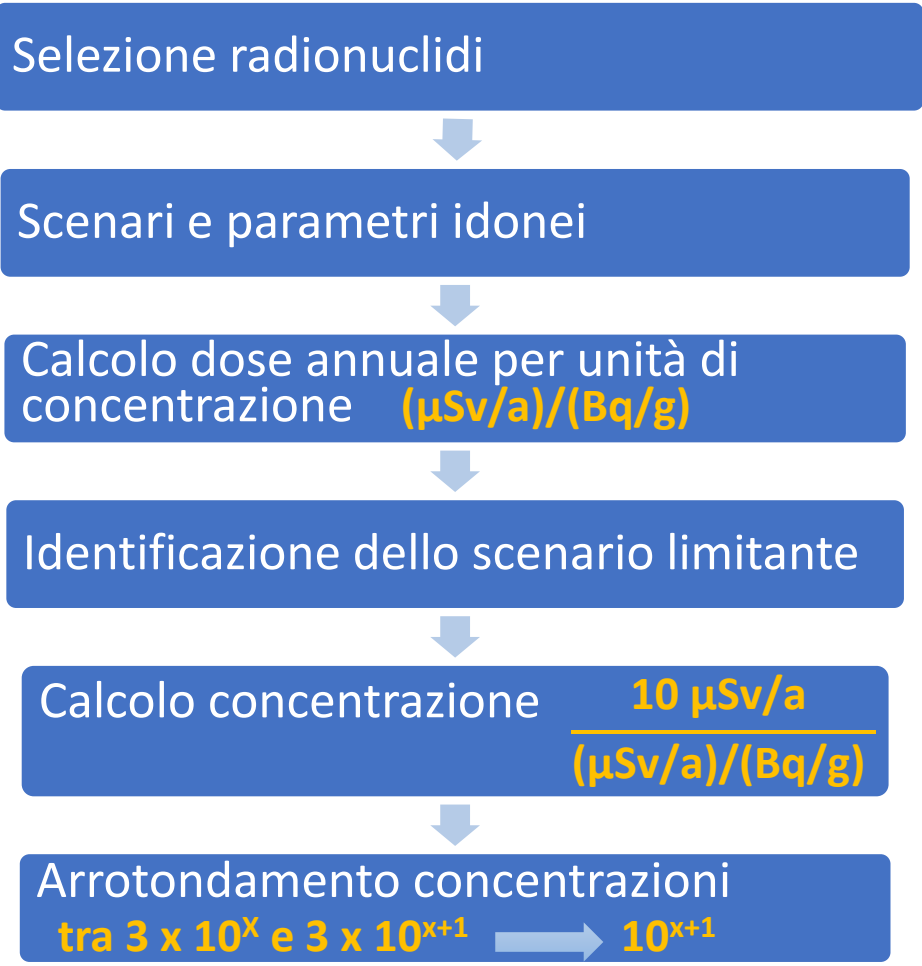 Selezione radionuclidi
Scenari e parametri idonei
Calcolo dose annuale per unità di
concentrazione (µSv/a)/(Bq/g)
Identificazione dello scenario limitante
Calcolo concentrazione 10 µSv/a
(µSv/a)/(Bq/g)
Arrotondamento concentrazioni
tra 3 x 10ˣ e 3 x 10ˣ⁺¹ 10ˣ⁺¹